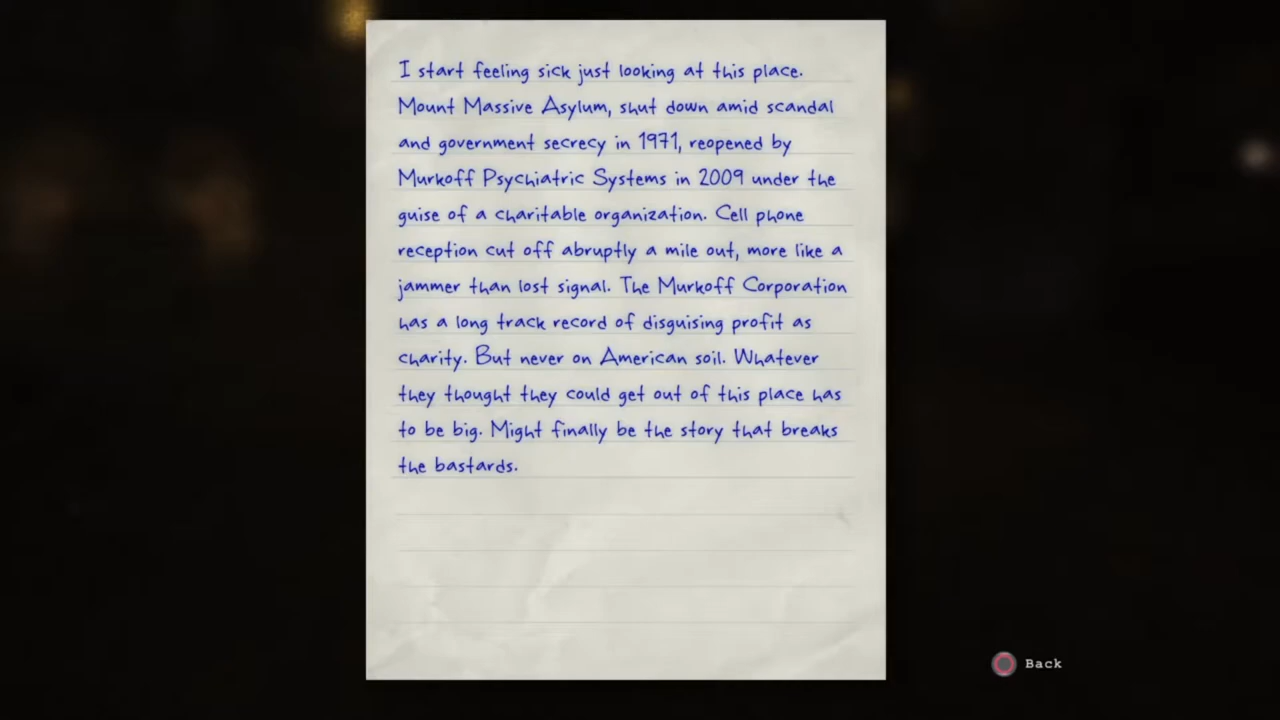 I start feeling sick just looking at this place.
Mount Massive Asylum, shut down amid scandal
and government secrecy in 1971, reopened by
Murkoff Psychiatric Systems in 2009 under the
guise of a charitable organization. Cell phone
reception cut off abruptly a mile out, more like a
jammer than lost signal. The Murkoff Corporation
has a long track record of disguising profit as
charity. But never on American soil. Whatever
they thought they could get out of this place has
to be big. Might finally be the story that breaks
the bastards.
Back